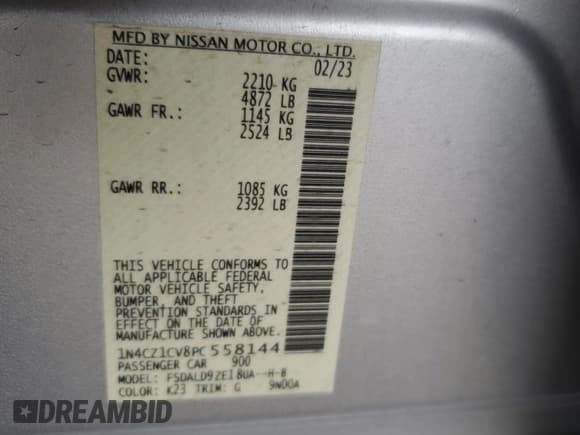 MFD BY NISSAN MOTOR CO., LTD.
DATE: 02/23
GVWR: 2210 KG
4872 LB
GAWR FR.: 1145 KG
2524 LB
GAWR RR.: 1085 KG
2392 LB
THIS VEHICLE CONFORMS TO
ALL APPLICABLE FEDERAL
MOTOR VEHICLE SAFETY,
BUMPER, AND THEFT
PREVENTION STANDARDS IN
EFFECT ON THE DATE OF
MANUFACTURE SHOWN ABOVE.
1N4CZ1CV8PC558144
PASSENGER CAR 900
MODEL: FSDALD9ZE18UA--H-B
COLOR: K23 TRIM: G 9N00A
DREAMBID